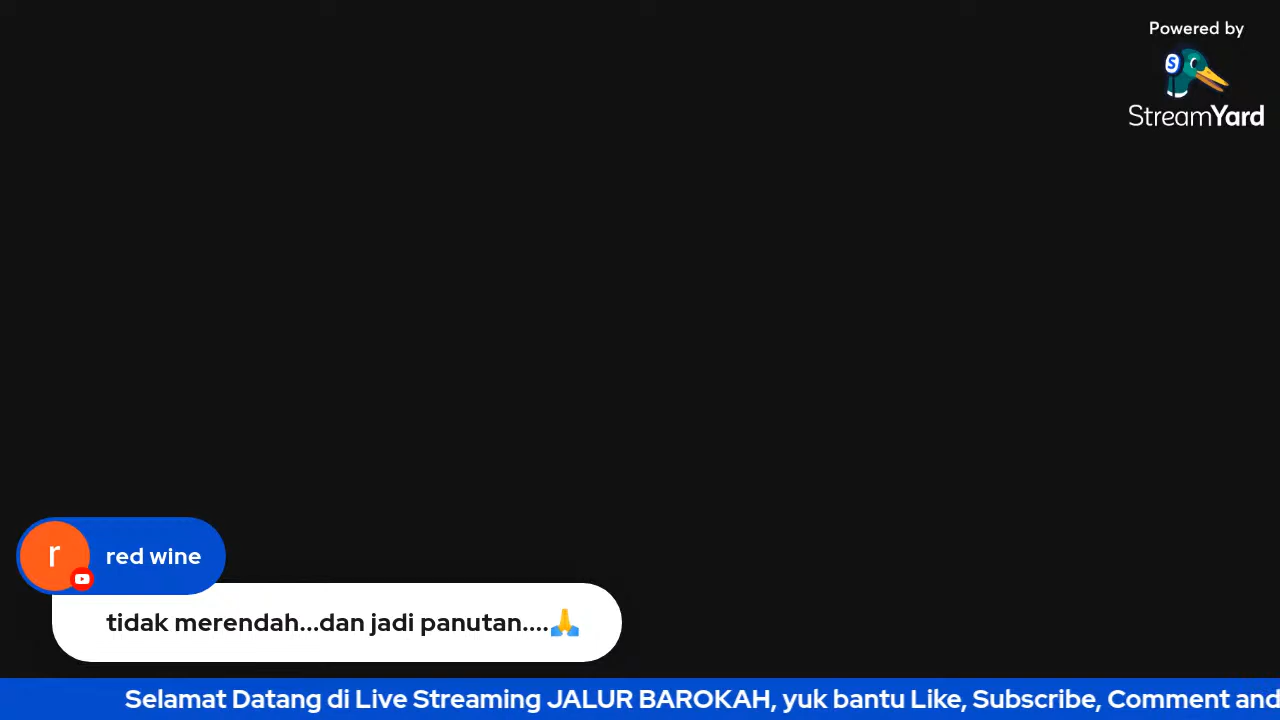 Powered by
StreamYard
r
red wine
tidak merendah...dan jadi panutan....🙏
Selamat Datang di Live Streaming JALUR BAROKAH, yuk bantu Like, Subscribe, Comment and